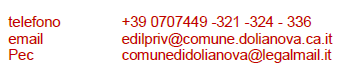 telefono +39 0707449 -321 -324 - 336
email edilpriv@comune.dolianova.ca.it
Pec comunedidolianova@legalmail.it